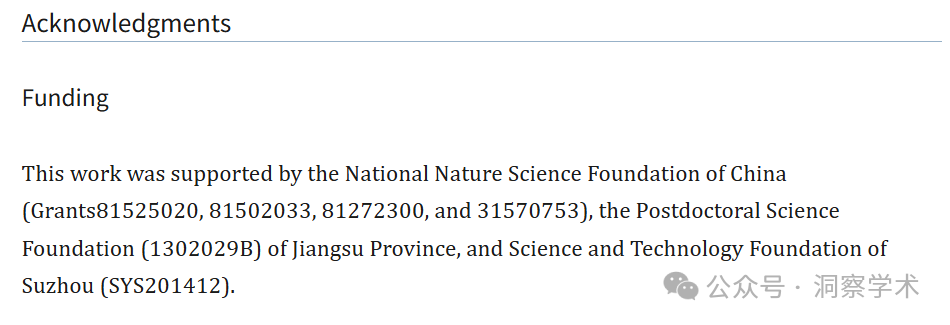 Acknowledgments
Funding
This work was supported by the National Nature Science Foundation of China
(Grants81525020, 81502033, 81272300, and 31570753), the Postdoctoral Science
Foundation (1302029B) of Jiangsu Province, and Science and Technology Foundation of
Suzhou (SYS201412).
公众号 · 洞察学术